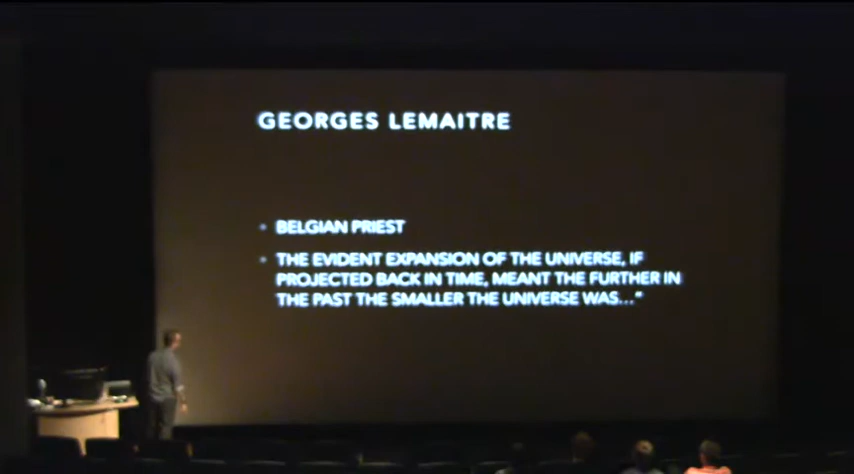 GEORGES LEMAITRE
• BELGIAN PRIEST
• THE EVIDENT EXPANSION OF THE UNIVERSE, IF
PROJECTED BACK IN TIME, MEANT THE FURTHER IN
THE PAST THE SMALLER THE UNIVERSE WAS..."